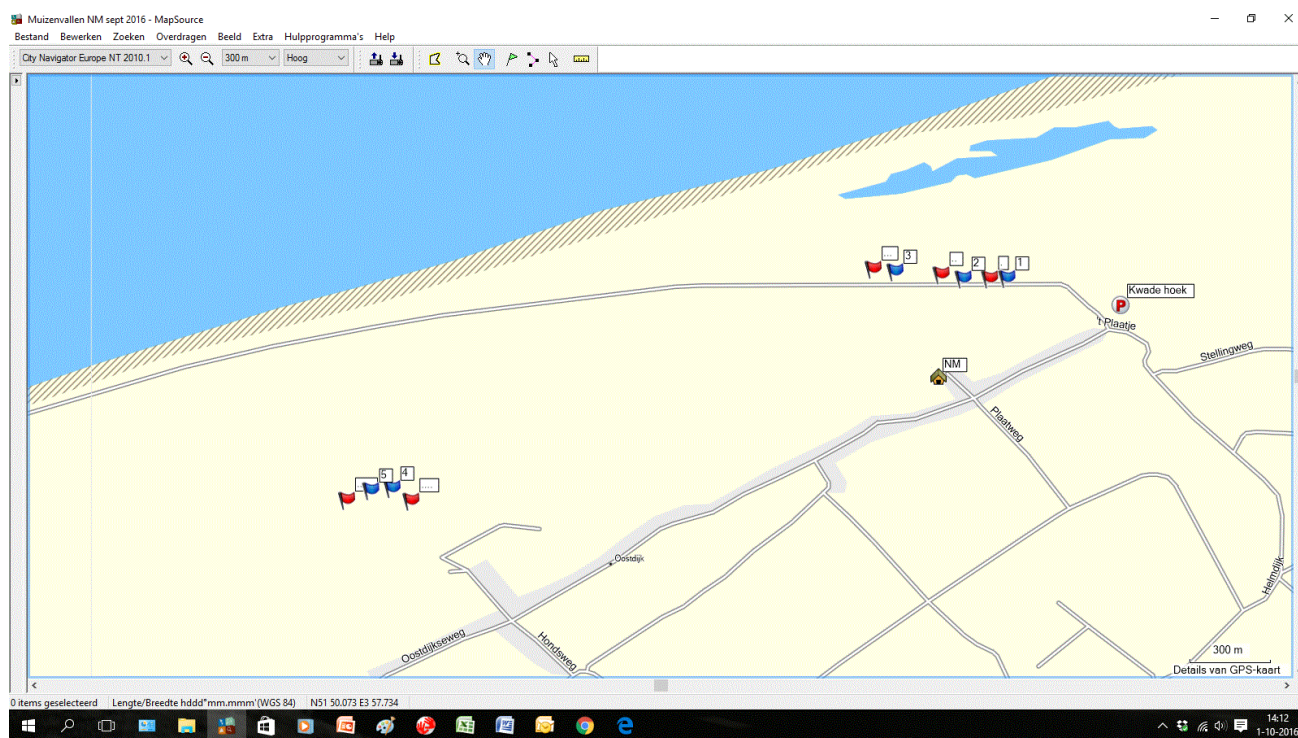 Muizenvallen NM sept 2016 - MapSource
Bestand Bewerken Zoeken Overdragen Beeld Extra Hulpprogramma's Help
City Navigator Europe NT 2010.1 300 m Hoog
... 3 .. 2 . 1
Kwade hoek
't Plaatje
Stellingweg
NM
Plaatweg
5 4 ....
Oostdijk
Helmdijk
Oostdijkseweg
Hondsweg
300 m
Details van GPS-kaart
0 items geselecteerd Lengte/Breedte hddd°mm.mmm'(WGS 84) N51 50.073 E3 57.734
14:12
1-10-2016